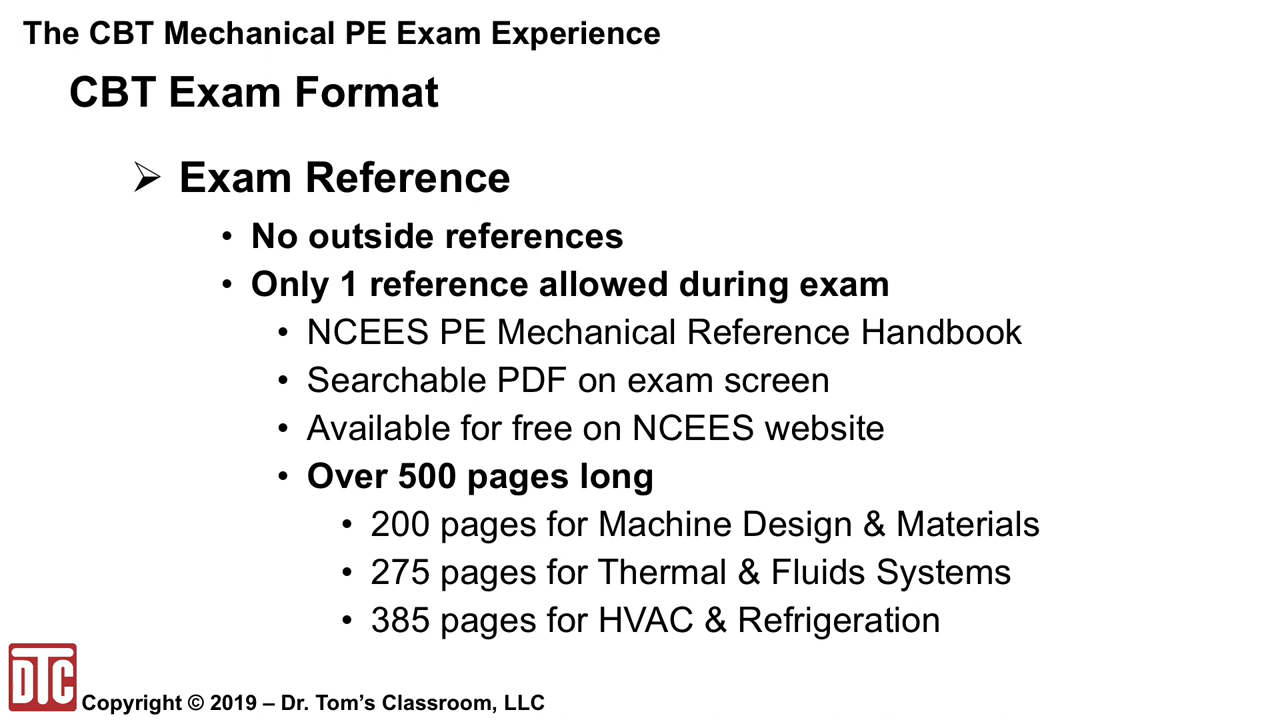 The CBT Mechanical PE Exam Experience
CBT Exam Format
➢ Exam Reference
• No outside references
• Only 1 reference allowed during exam
• NCEES PE Mechanical Reference Handbook
• Searchable PDF on exam screen
• Available for free on NCEES website
• Over 500 pages long
• 200 pages for Machine Design & Materials
• 275 pages for Thermal & Fluids Systems
• 385 pages for HVAC & Refrigeration
DTC
Copyright © 2019 – Dr. Tom’s Classroom, LLC